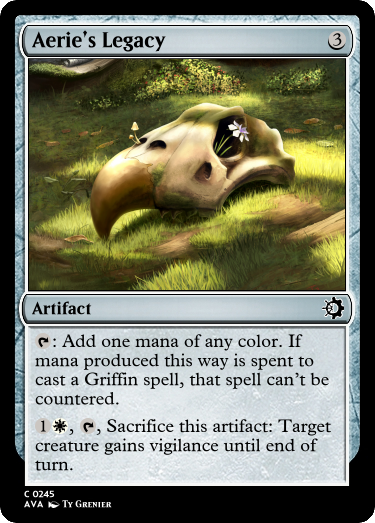 Aerie's Legacy 3
Artifact
: Add one mana of any color. If
mana produced this way is spent to
cast a Griffin spell, that spell can't be
countered.
1 , , Sacrifice this artifact: Target
creature gains vigilance until end of
turn.
C 0245
AVA Ty Grenier